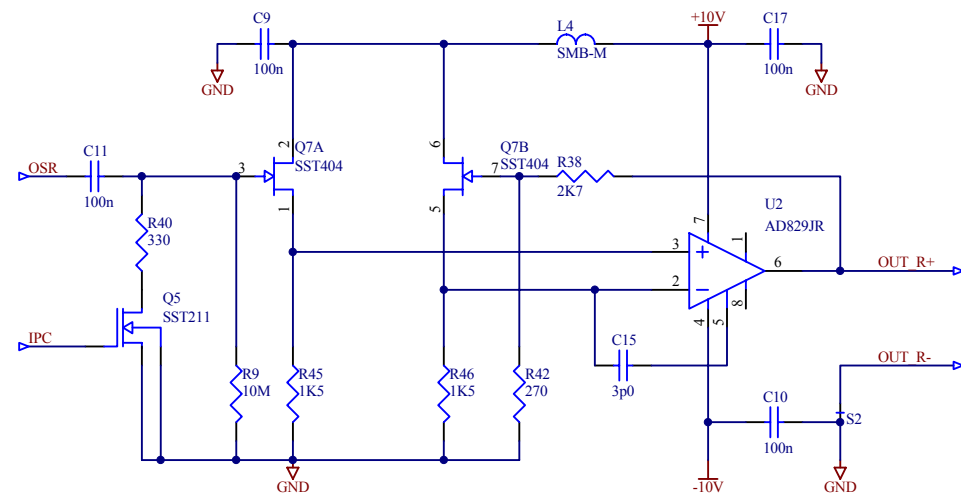 C9
100n
GND
L4
SMB-M
+10V
C17
100n
GND
OSR
C11
100n
R40
330
Q5
SST211
IPC
3
2
Q7A
SST404
1
6
5
7
Q7B
SST404
R38
2K7
U2
AD829JR
7
1
3
+
2
−
6
4
5
8
OUT_R+
C15
3p0
R9
10M
R45
1K5
R46
1K5
R42
270
GND
C10
100n
-10V
OUT_R-
S2
GND